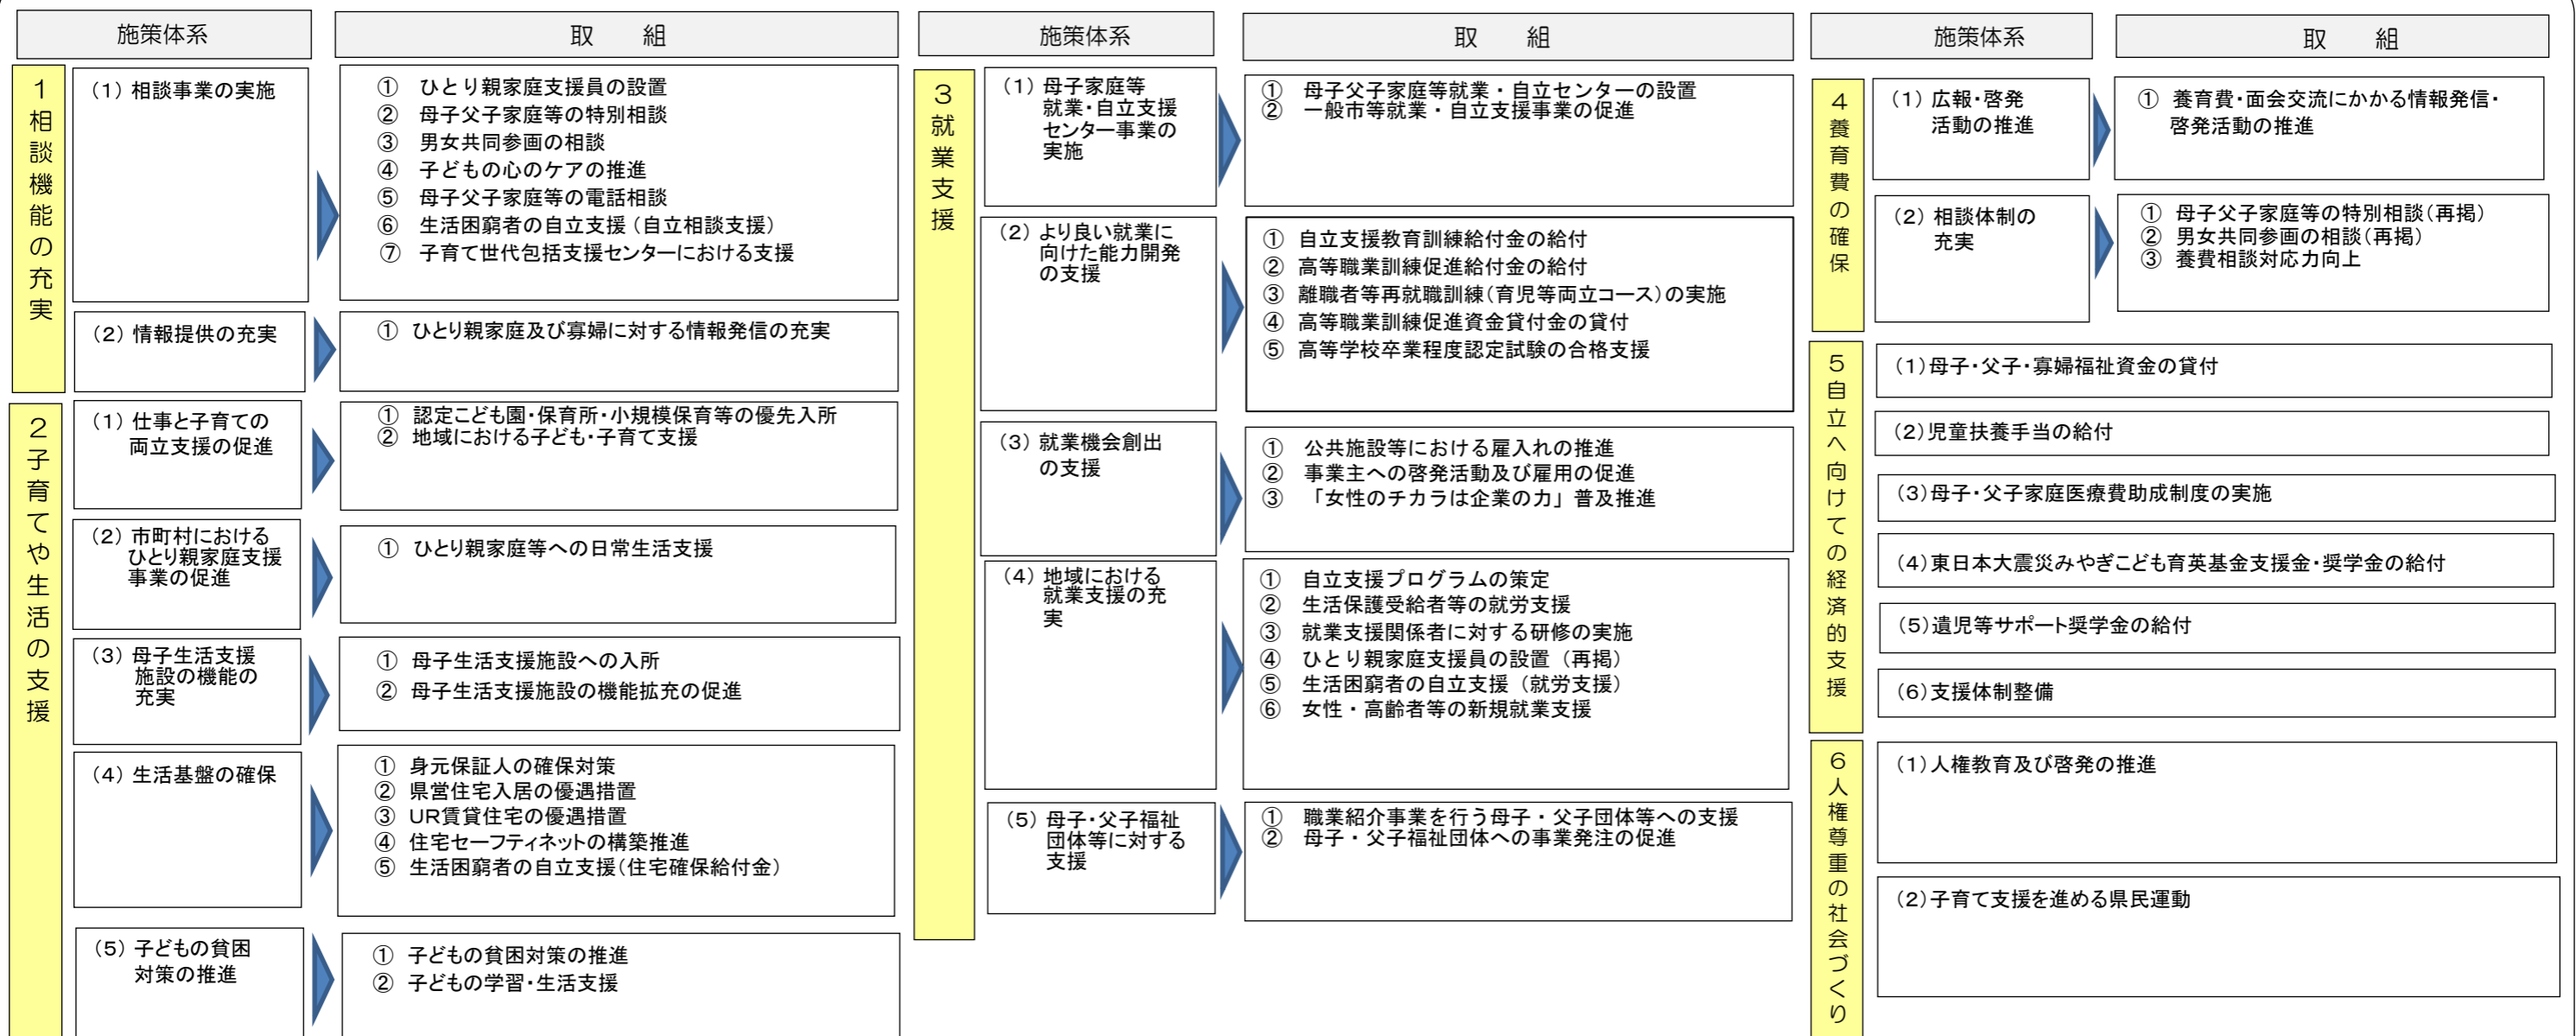 施策体系
取　　組
1相談機能の充実
(1) 相談事業の実施
① ひとり親家庭支援員の設置
② 母子父子家庭等の特別相談
③ 男女共同参画の相談
④ 子どもの心のケアの推進
⑤ 母子父子家庭等の電話相談
⑥ 生活困窮者の自立支援（自立相談支援）
⑦ 子育て世代包括支援センターにおける支援
(2) 情報提供の充実
① ひとり親家庭及び寡婦に対する情報発信の充実
2子育てや生活の支援
(1) 仕事と子育ての
両立支援の促進
① 認定こども園・保育所・小規模保育等の優先入所
② 地域における子ども・子育て支援
(2) 市町村における
ひとり親家庭支援
事業の促進
① ひとり親家庭等への日常生活支援
(3) 母子生活支援
施設の機能の
充実
① 母子生活支援施設への入所
② 母子生活支援施設の機能拡充の促進
(4) 生活基盤の確保
① 身元保証人の確保対策
② 県営住宅入居の優遇措置
③ UR賃貸住宅の優遇措置
④ 住宅セーフティネットの構築推進
⑤ 生活困窮者の自立支援（住宅確保給付金）
(5) 子どもの貧困
対策の推進
① 子どもの貧困対策の推進
② 子どもの学習・生活支援
施策体系
取　　組
3就業支援
(1) 母子家庭等
就業・自立支援
センター事業の
実施
① 母子父子家庭等就業・自立センターの設置
② 一般市等就業・自立支援事業の促進
(2) より良い就業に
向けた能力開発
の支援
① 自立支援教育訓練給付金の給付
② 高等職業訓練促進給付金の給付
③ 離職者等再就職訓練（育児等両立コース）の実施
④ 高等職業訓練促進資金貸付金の貸付
⑤ 高等学校卒業程度認定試験の合格支援
(3) 就業機会創出
の支援
① 公共施設等における雇入れの推進
② 事業主への啓発活動及び雇用の促進
③ 「女性のチカラは企業の力」普及推進
(4) 地域における
就業支援の充
実
① 自立支援プログラムの策定
② 生活保護受給者等の就労支援
③ 就業支援関係者に対する研修の実施
④ ひとり親家庭支援員の設置（再掲）
⑤ 生活困窮者の自立支援（就労支援）
⑥ 女性・高齢者等の新規就業支援
(5) 母子・父子福祉
団体等に対する
支援
① 職業紹介事業を行う母子・父子団体等への支援
② 母子・父子福祉団体への事業発注の促進
施策体系
取　　組
4養育費の確保
(1) 広報・啓発
活動の推進
① 養育費・面会交流にかかる情報発信・
啓発活動の推進
(2) 相談体制の
充実
① 母子父子家庭等の特別相談（再掲）
② 男女共同参画の相談（再掲）
③ 養費相談対応力向上
5自立へ向けての経済的支援
(1)母子・父子・寡婦福祉資金の貸付
(2)児童扶養手当の給付
(3)母子・父子家庭医療費助成制度の実施
(4)東日本大震災みやぎこども育英基金支援金・奨学金の給付
(5)遺児等サポート奨学金の給付
(6)支援体制整備
6人権尊重の社会づくり
(1)人権教育及び啓発の推進
(2)子育て支援を進める県民運動